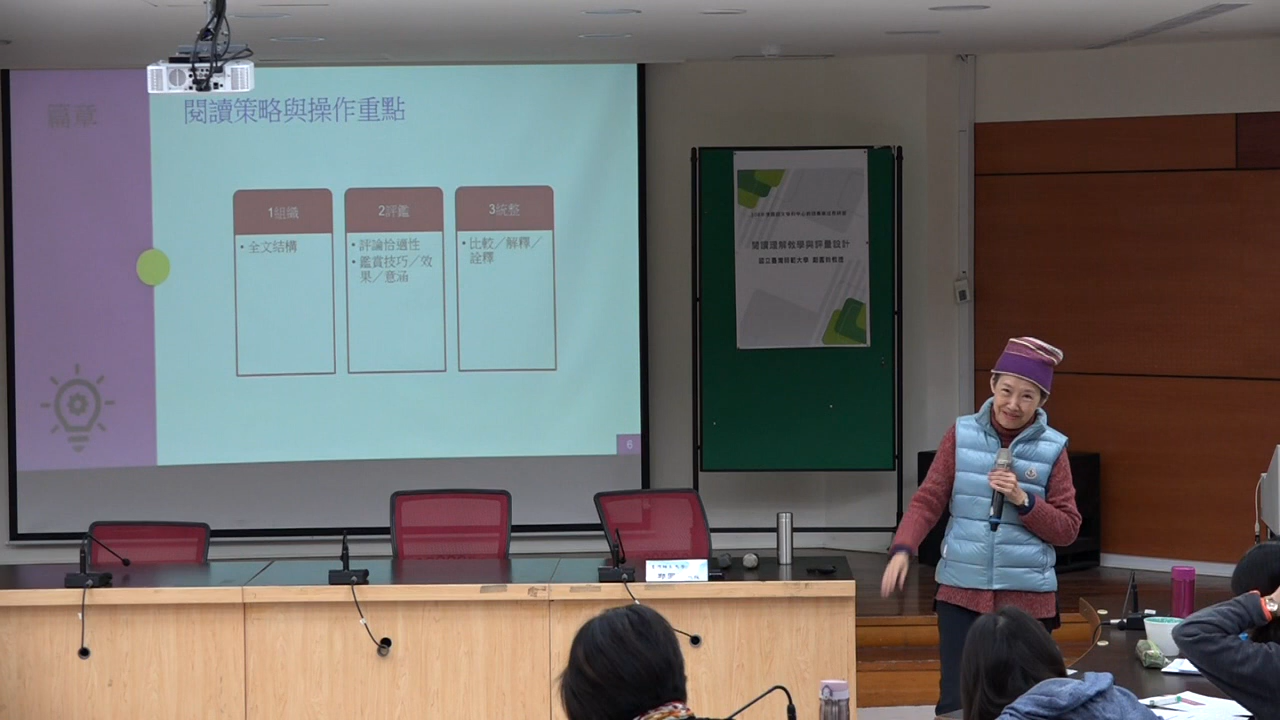 篇章
閱讀策略與操作重點
1組織
•全文結構
2評鑑
•評論恰適性
•鑑賞技巧／效
果／意涵
3統整
•比較／解釋／
詮釋
6
閱讀理解教學與評量設計
國立臺灣師範大學